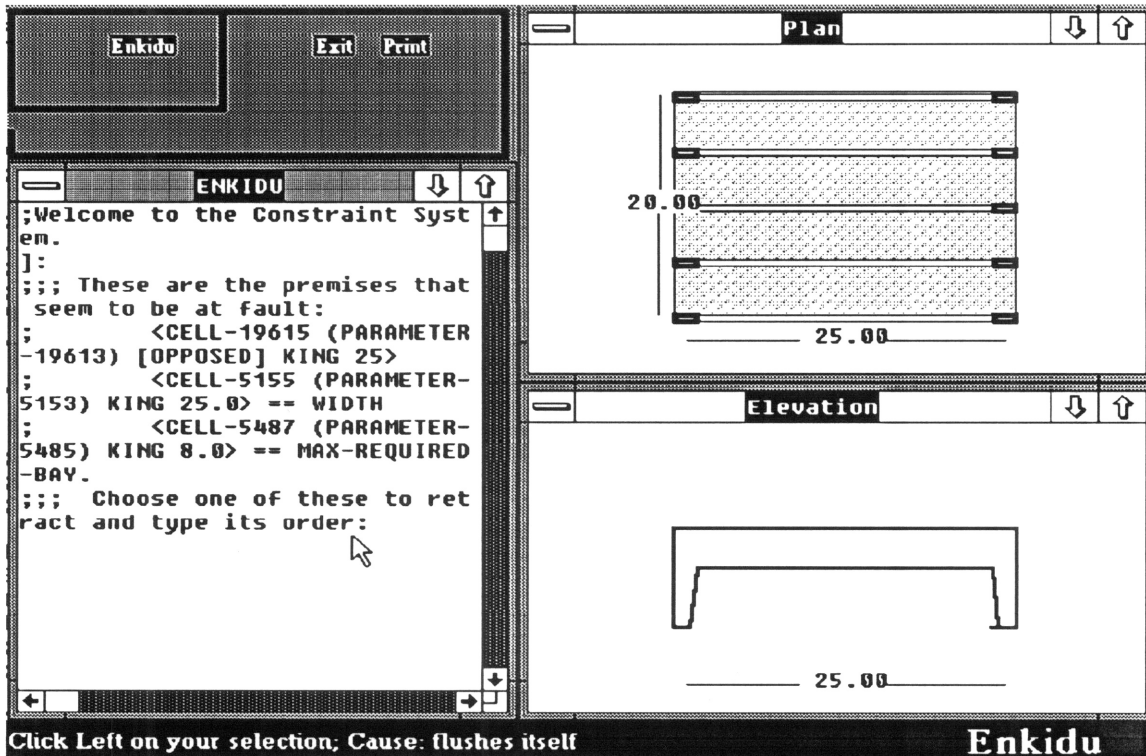 Enkidu
Exit Print
ENKIDU
;Welcome to the Constraint Syst
em.
]:
;;; These are the premises that
seem to be at fault:
; <CELL-19615 (PARAMETER
-19613) [OPPOSED] KING 25>
; <CELL-5155 (PARAMETER-
5153) KING 25.0> == WIDTH
; <CELL-5487 (PARAMETER-
5485) KING 8.0> == MAX-REQUIRED
-BAY.
;;; Choose one of these to ret
ract and type its order:
Plan
20.00
25.00
Elevation
25.00
Click Left on your selection; Cause: flushes itself
Enkidu